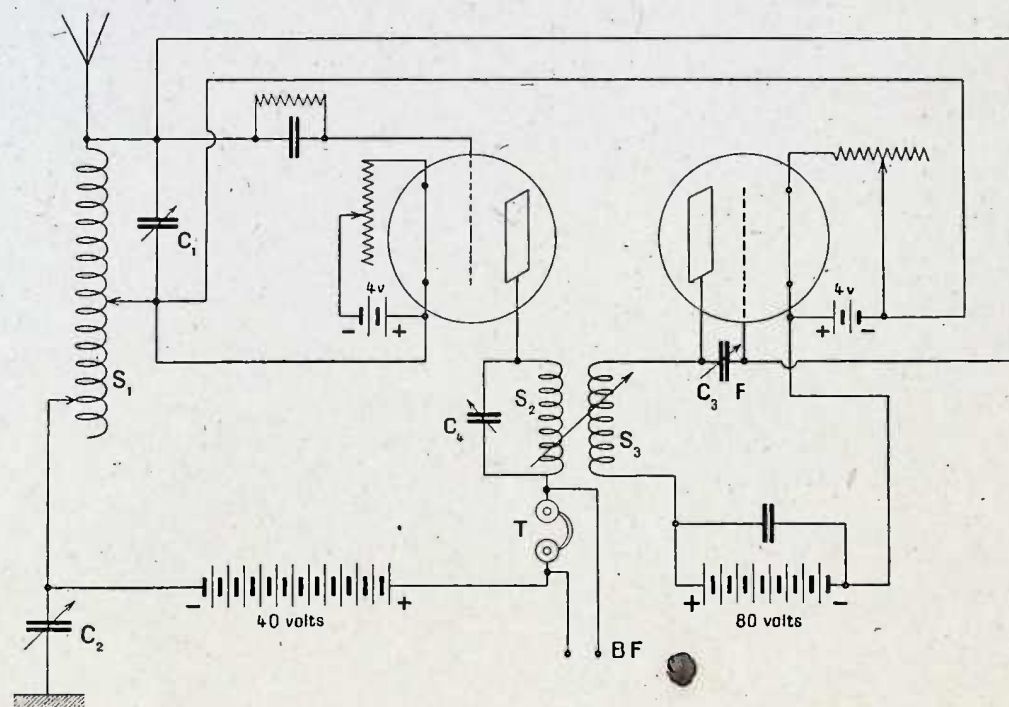 C₁
4v
- +
4v
+ -
S₁
S₂
C₃ F
C₄
S₃
T
- +
40 volts
+ -
80 volts
C₂
BF